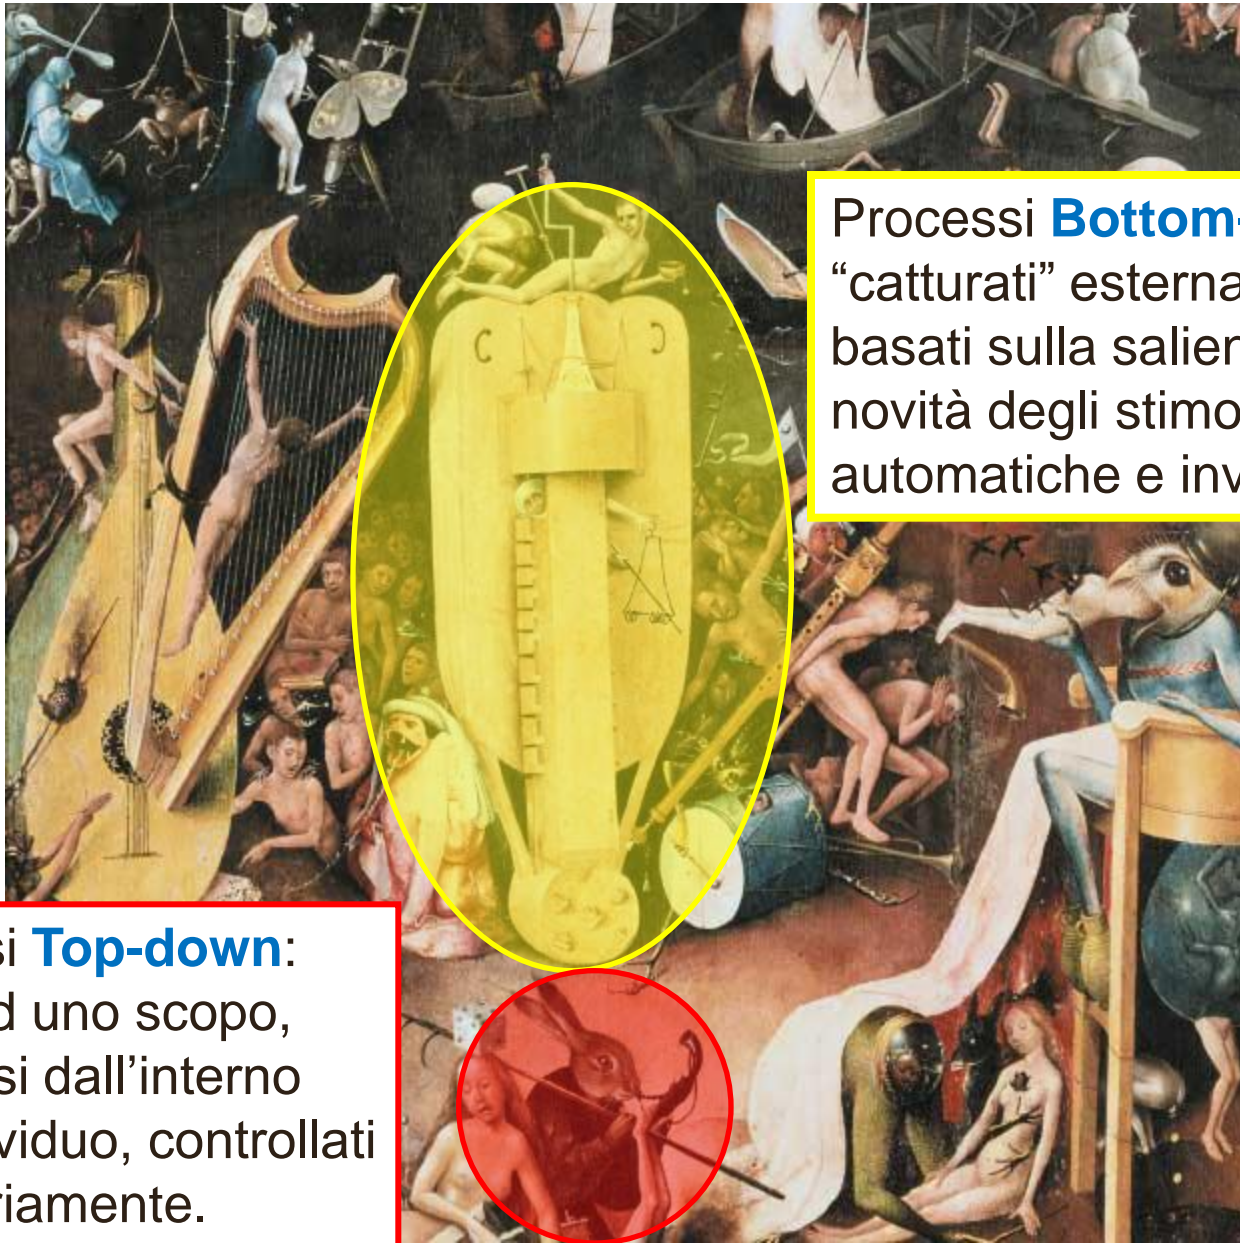 Processi Bottom-
“catturati” esterna
basati sulla salien
novità degli stimo
automatiche e inv
si Top-down:
d uno scopo,
si dall’interno
viduo, controllati
riamente.